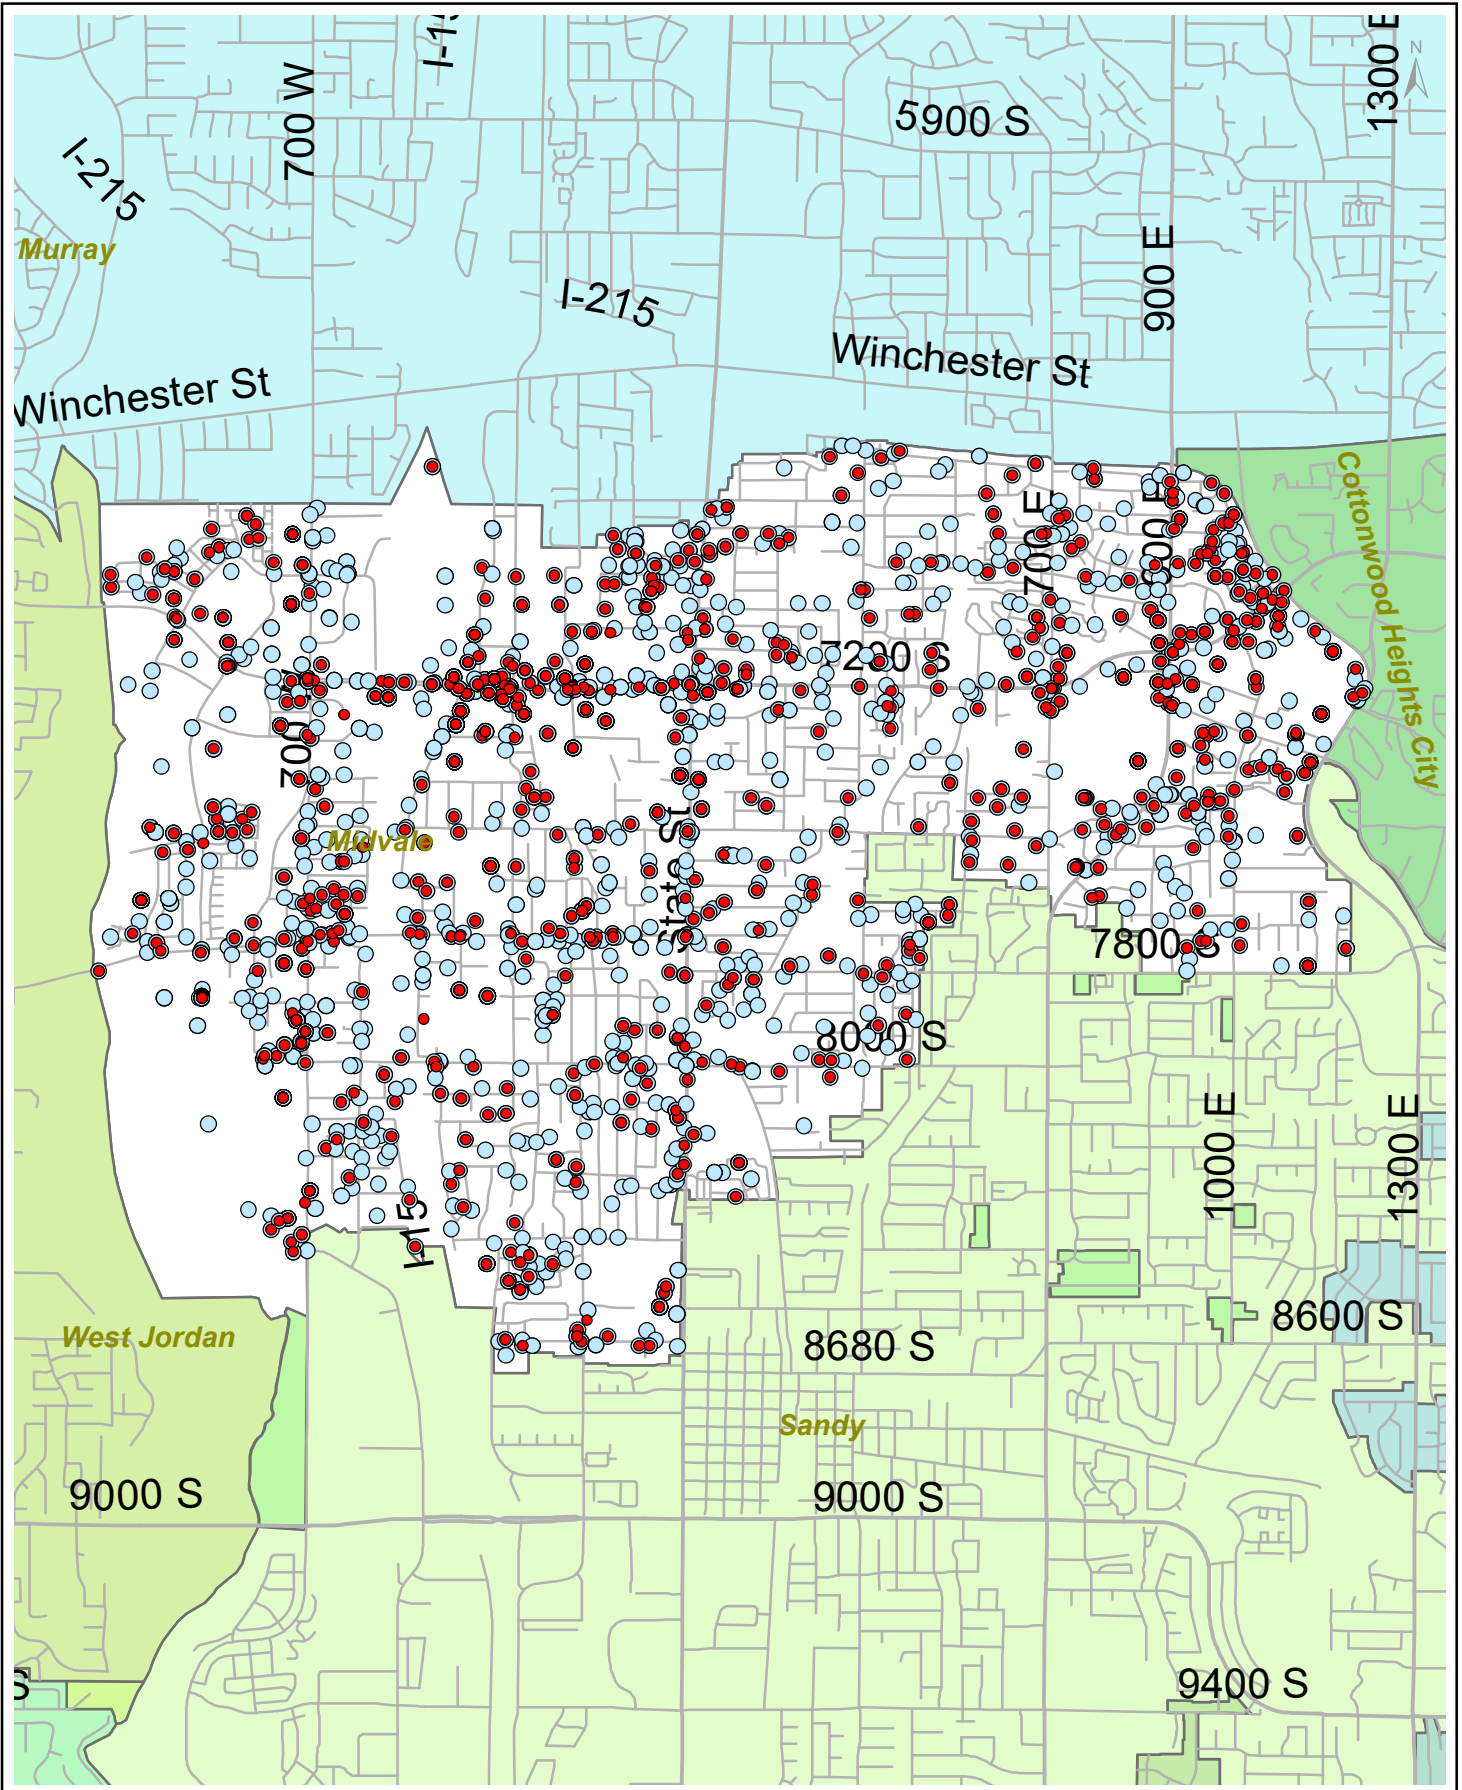 1300 E
N
700 W
5900 S
I-215
Murray
900 E
I-215
Winchester St
Winchester St
Cottonwood Heights City
700 E
7200 S
Midvale
State St
7800 S
8000 S
1000 E
1300 E
I-15
8600 S
West Jordan
8680 S
Sandy
9000 S
9000 S
9400 S
S